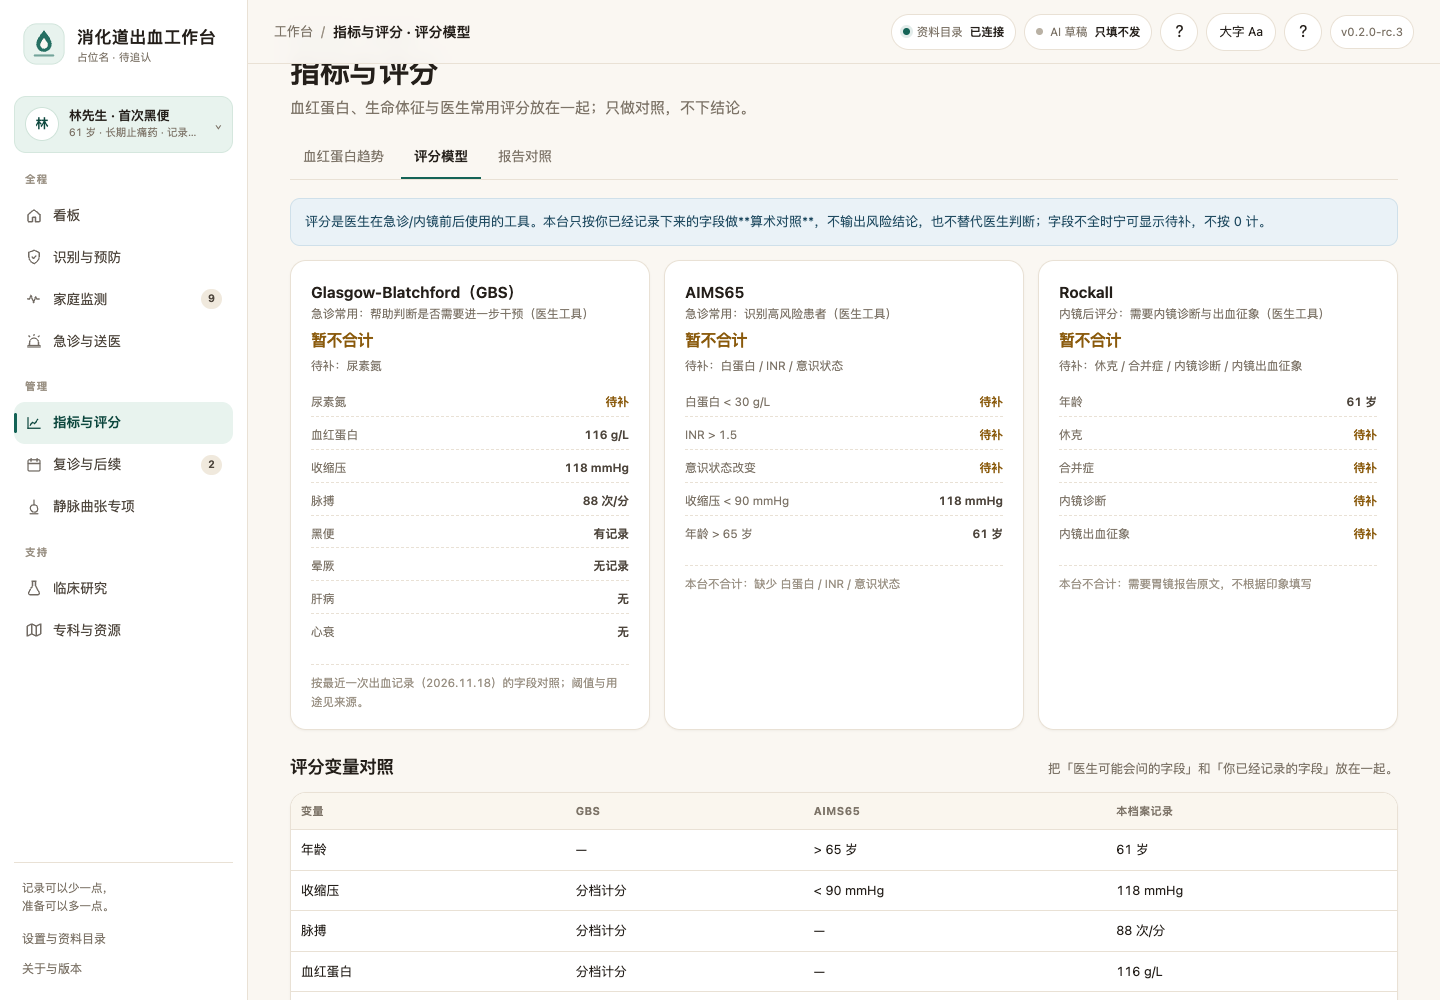 消化道出血工作台
占位名 · 待追认
林
林先生 · 首次黑便
61 岁 · 长期止痛药 · 记录...
全程
看板
识别与预防
家庭监测
9
急诊与送医
管理
指标与评分
复诊与后续
2
静脉曲张专项
支持
临床研究
专科与资源
记录可以少一点，
准备可以多一点。
设置与资料目录
关于与版本
工作台 / 指标与评分 · 评分模型
资料目录 已连接
AI 草稿 只填不发
?
大字 Aa
?
v0.2.0-rc.3
指标与评分
血红蛋白、生命体征与医生常用评分放在一起；只做对照，不下结论。
血红蛋白趋势
评分模型
报告对照
评分是医生在急诊/内镜前后使用的工具。本台只按你已经记录下来的字段做**算术对照**，不输出风险结论，也不替代医生判断；字段不全时宁可显示待补，不按 0 计。
Glasgow-Blatchford（GBS）
急诊常用：帮助判断是否需要进一步干预（医生工具）
暂不合计
待补：尿素氮
尿素氮 待补
血红蛋白 116 g/L
收缩压 118 mmHg
脉搏 88 次/分
黑便 有记录
晕厥 无记录
肝病 无
心衰 无
按最近一次出血记录（2026.11.18）的字段对照；阈值与用
途见来源。
AIMS65
急诊常用：识别高风险患者（医生工具）
暂不合计
待补：白蛋白 / INR / 意识状态
白蛋白 < 30 g/L 待补
INR > 1.5 待补
意识状态改变 待补
收缩压 < 90 mmHg 118 mmHg
年龄 > 65 岁 61 岁
本台不合计：缺少 白蛋白 / INR / 意识状态
Rockall
内镜后评分：需要内镜诊断与出血征象（医生工具）
暂不合计
待补：休克 / 合并症 / 内镜诊断 / 内镜出血征象
年龄 61 岁
休克 待补
合并症 待补
内镜诊断 待补
内镜出血征象 待补
本台不合计：需要胃镜报告原文，不根据印象填写
评分变量对照
把「医生可能会问的字段」和「你已经记录的字段」放在一起。
变量 GBS AIMS65 本档案记录
年龄 — > 65 岁 61 岁
收缩压 分档计分 < 90 mmHg 118 mmHg
脉搏 分档计分 — 88 次/分
血红蛋白 分档计分 — 116 g/L